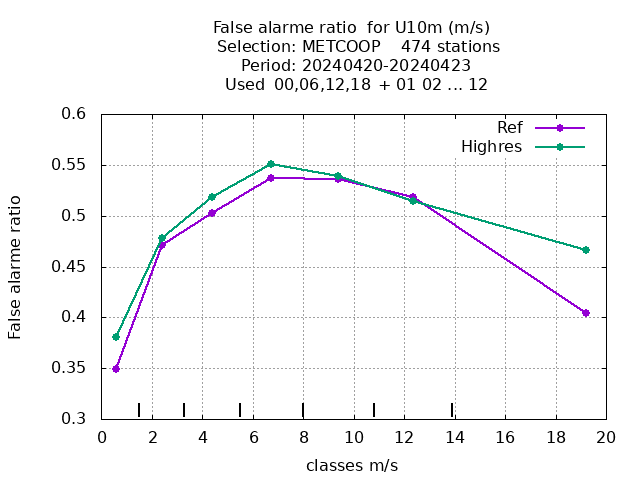 False alarme ratio for U10m (m/s)
Selection: METCOOP 474 stations
Period: 20240420-20240423
Used 00,06,12,18 + 01 02 ... 12
Ref
Highres
0.6
0.55
0.5
0.45
0.4
0.35
0.3
False alarme ratio
0 2 4 6 8 10 12 14 16 18 20
classes m/s